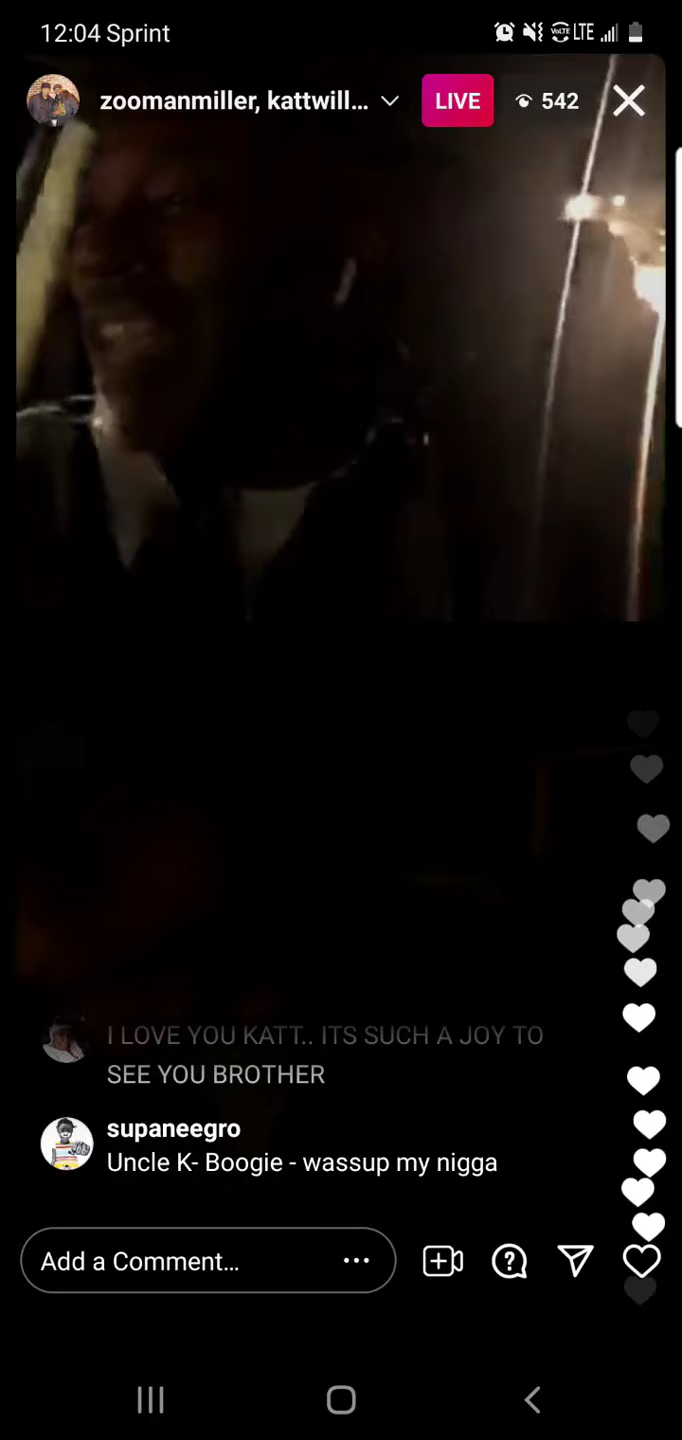 12:04 Sprint
VoLTE LTE
zoomanmiller, kattwill...
LIVE
542
I LOVE YOU KATT.. ITS SUCH A JOY TO
SEE YOU BROTHER
supaneegro
Uncle K- Boogie - wassup my nigga
Add a Comment...